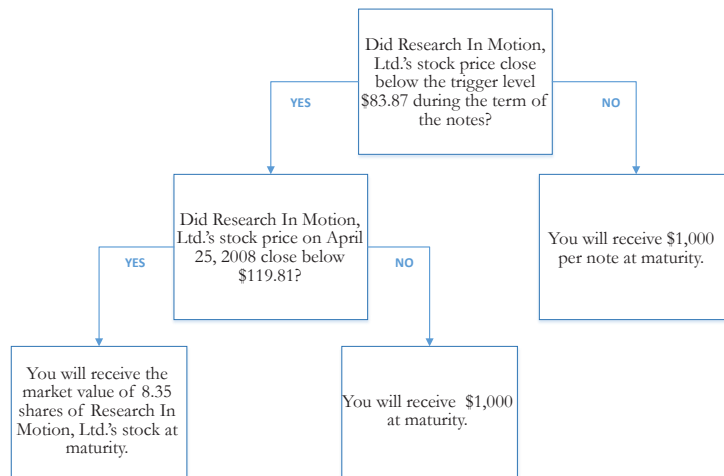 Did Research In Motion,
Ltd.'s stock price close
below the trigger level
$83.87 during the term of
the notes?
YES
NO
Did Research In Motion,
Ltd.'s stock price on April
25, 2008 close below
$119.81?
You will receive $1,000
per note at maturity.
YES
NO
You will receive the
market value of 8.35
shares of Research In
Motion, Ltd.'s stock at
maturity.
You will receive $1,000
at maturity.